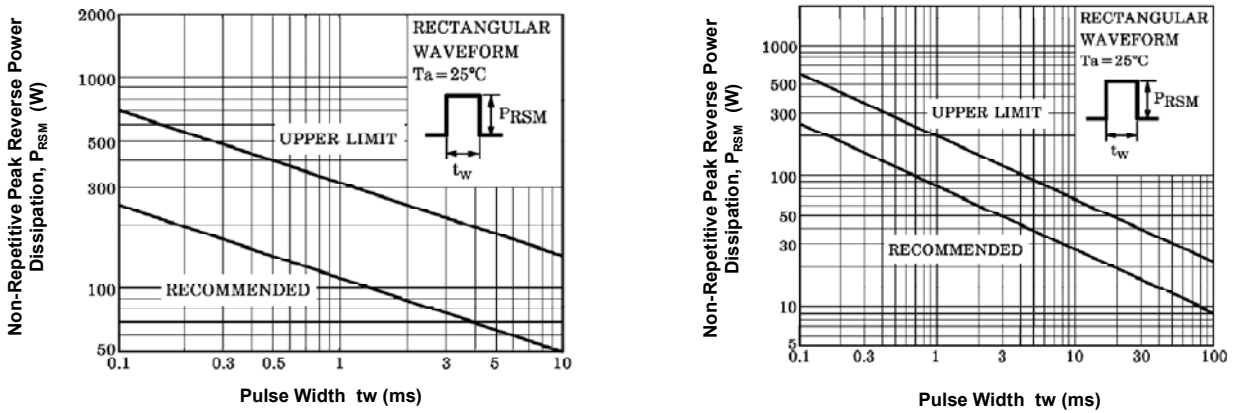 Non-Repetitive Peak Reverse Power
Dissipation, PRSM (W)
2000
1000
500
300
100
50
RECTANGULAR
WAVEFORM
Ta = 25°C
PRSM
tw
UPPER LIMIT
RECOMMENDED
0.1
0.3
0.5
1
3
5
10
Pulse Width tw (ms)
Non-Repetitive Peak Reverse Power
Dissipation, PRSM (W)
1000
500
300
100
50
30
10
5
RECTANGULAR
WAVEFORM
Ta = 25°C
PRSM
tw
UPPER LIMIT
RECOMMENDED
0.1
0.3
1
3
10
30
100
Pulse Width tw (ms)